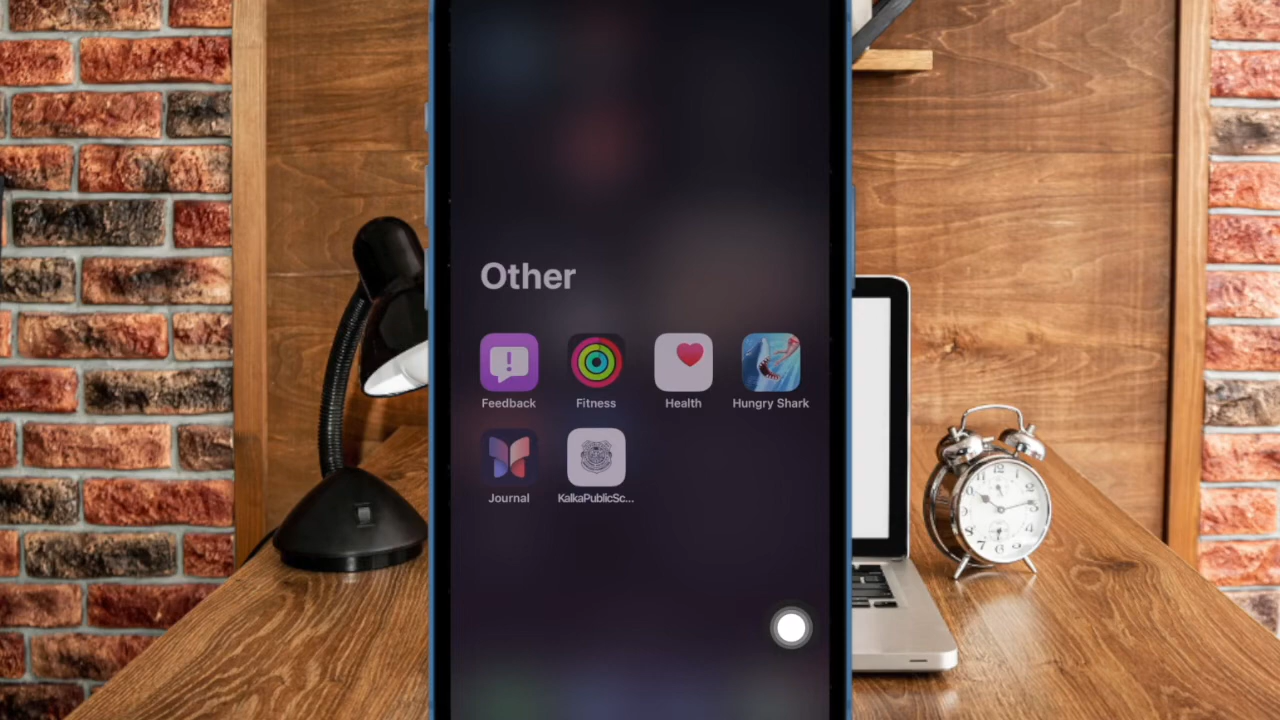 Other
Feedback
Fitness
Health
Hungry Shark
Journal
KalkaPublicSc...